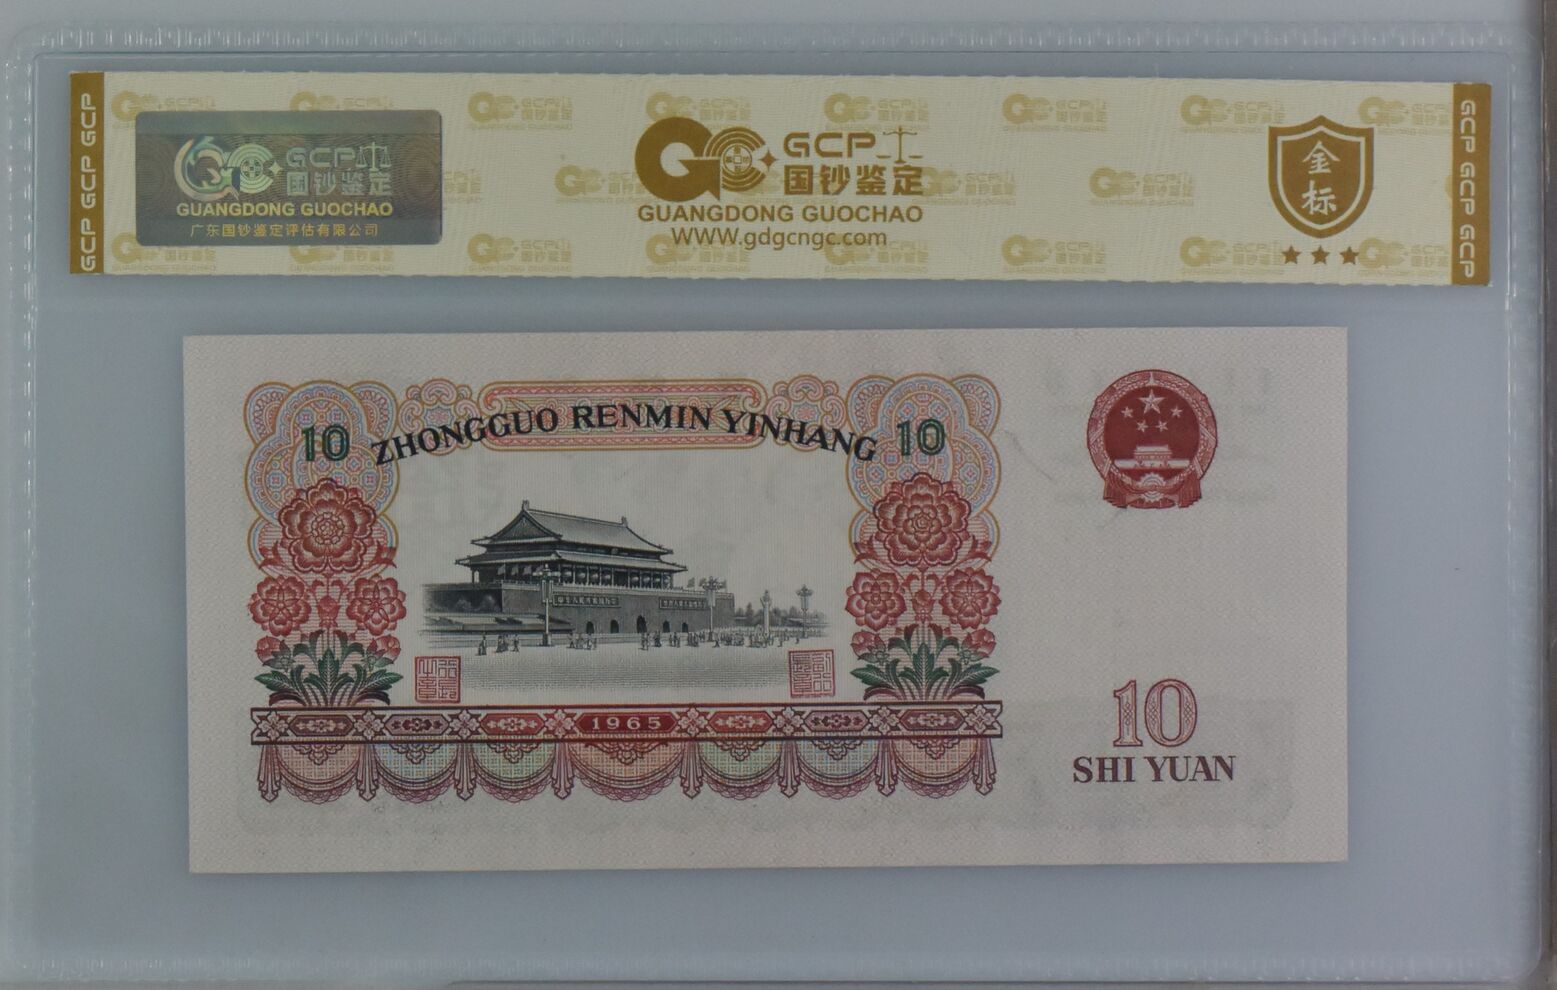 GCP
国钞鉴定
GUANGDONG GUOCHAO
广东国钞鉴定评估有限公司
GCP
国钞鉴定
GUANGDONG GUOCHAO
WWW.gdgcngc.com
金
标
GCP GCP GCP
GCP GCP GCP
10
ZHONGGUO RENMIN YINHANG
10
1965
10
SHI YUAN